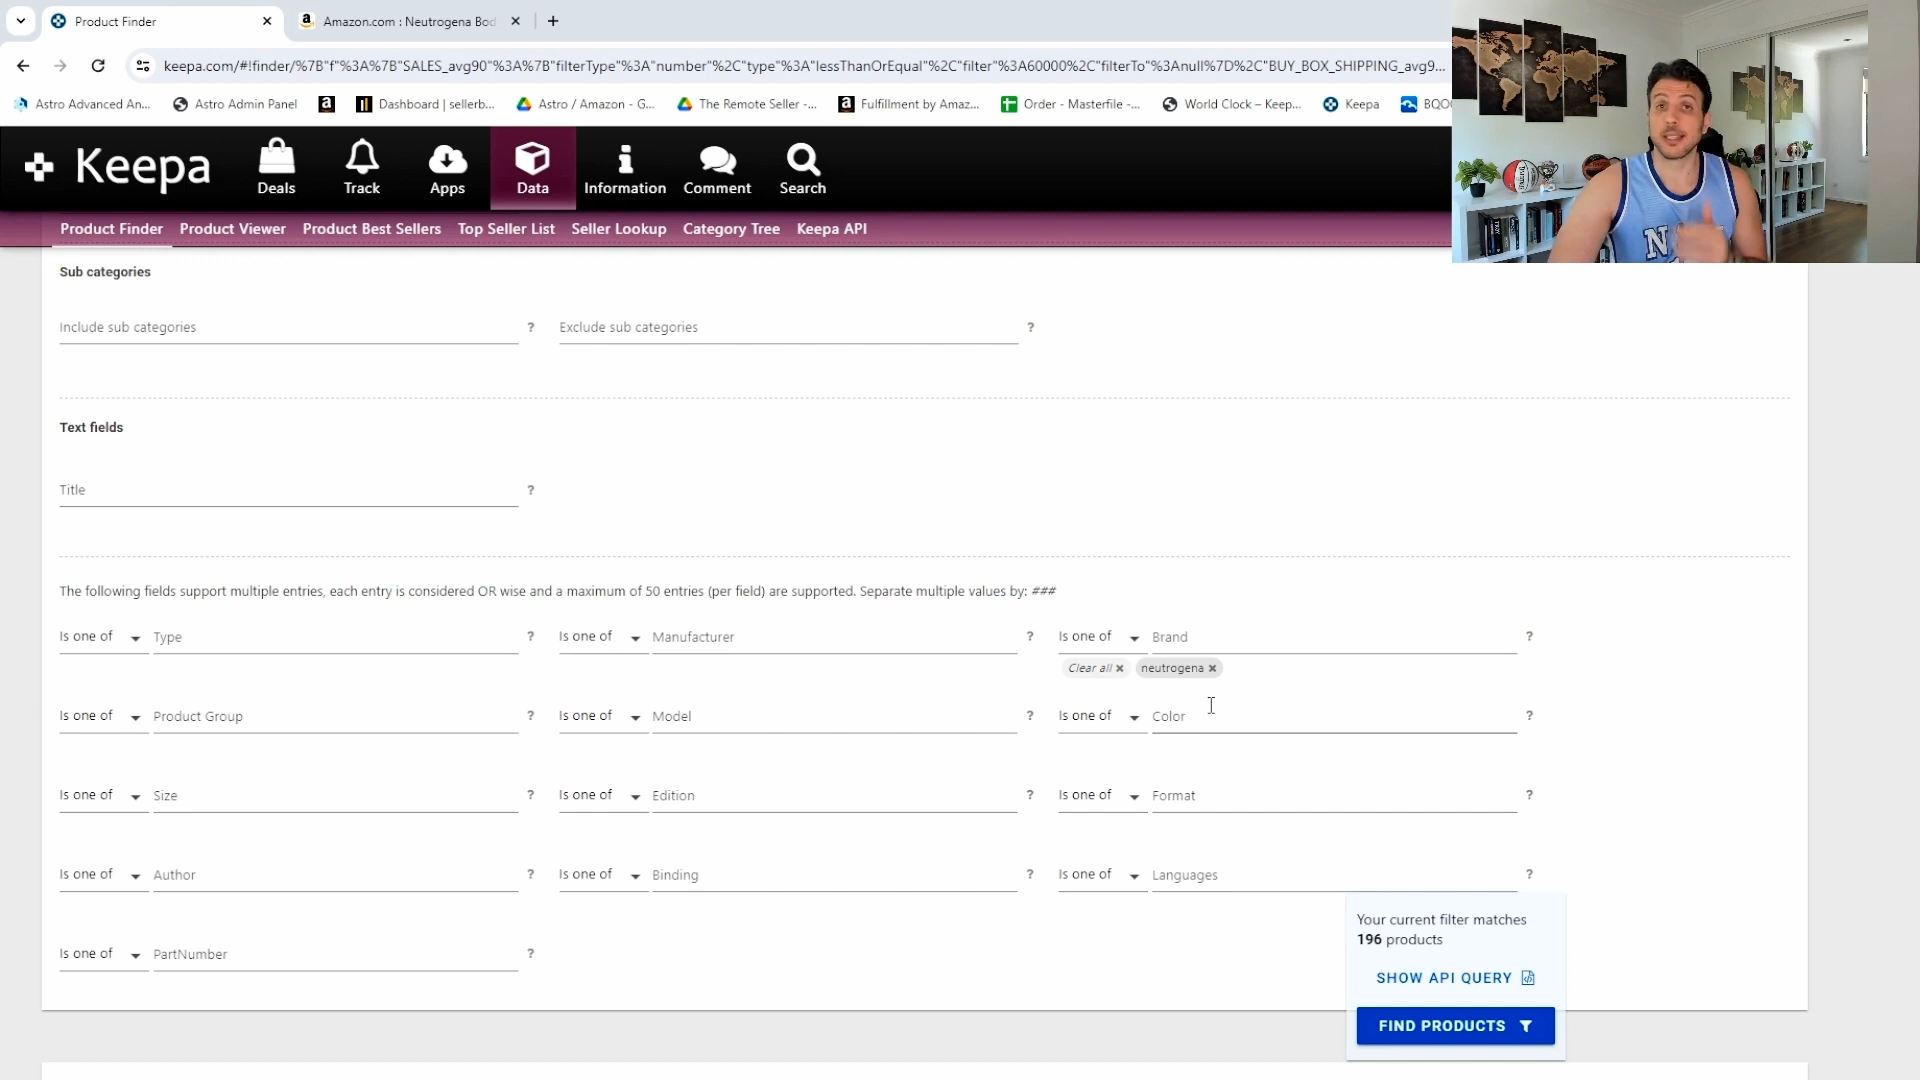 Product Finder
Amazon.com : Neutrogena Bod
keepa.com/#!finder/%7B"f"%3A%7B"SALES_avg90"%3A%7B"filterType"%3A"number"%2C"type"%3A"lessThanOrEqual"%2C"filter"%3A60000%2C"filterTo"%3Anull%7D%2C"BUY_BOX_SHIPPING_avg9...
Astro Advanced An...
Astro Admin Panel
Dashboard | sellerb...
Astro / Amazon - G...
The Remote Seller -...
Fulfillment by Amaz...
Order - Masterfile -...
World Clock – Keep...
Keepa
Keepa
Deals
Track
Apps
Data
Information
Comment
Search
Product Finder
Product Viewer
Product Best Sellers
Top Seller List
Seller Lookup
Category Tree
Keepa API
Sub categories
Include sub categories ?
Exclude sub categories ?
Text fields
Title ?
The following fields support multiple entries, each entry is considered OR wise and a maximum of 50 entries (per field) are supported. Separate multiple values by: ###
Is one of Type ?
Is one of Manufacturer ?
Is one of Brand ?
Clear all × neutrogena ×
Is one of Product Group ?
Is one of Model ?
Is one of Color ?
Is one of Size ?
Is one of Edition ?
Is one of Format ?
Is one of Author ?
Is one of Binding ?
Is one of Languages ?
Is one of PartNumber ?
Your current filter matches
196 products
SHOW API QUERY
FIND PRODUCTS